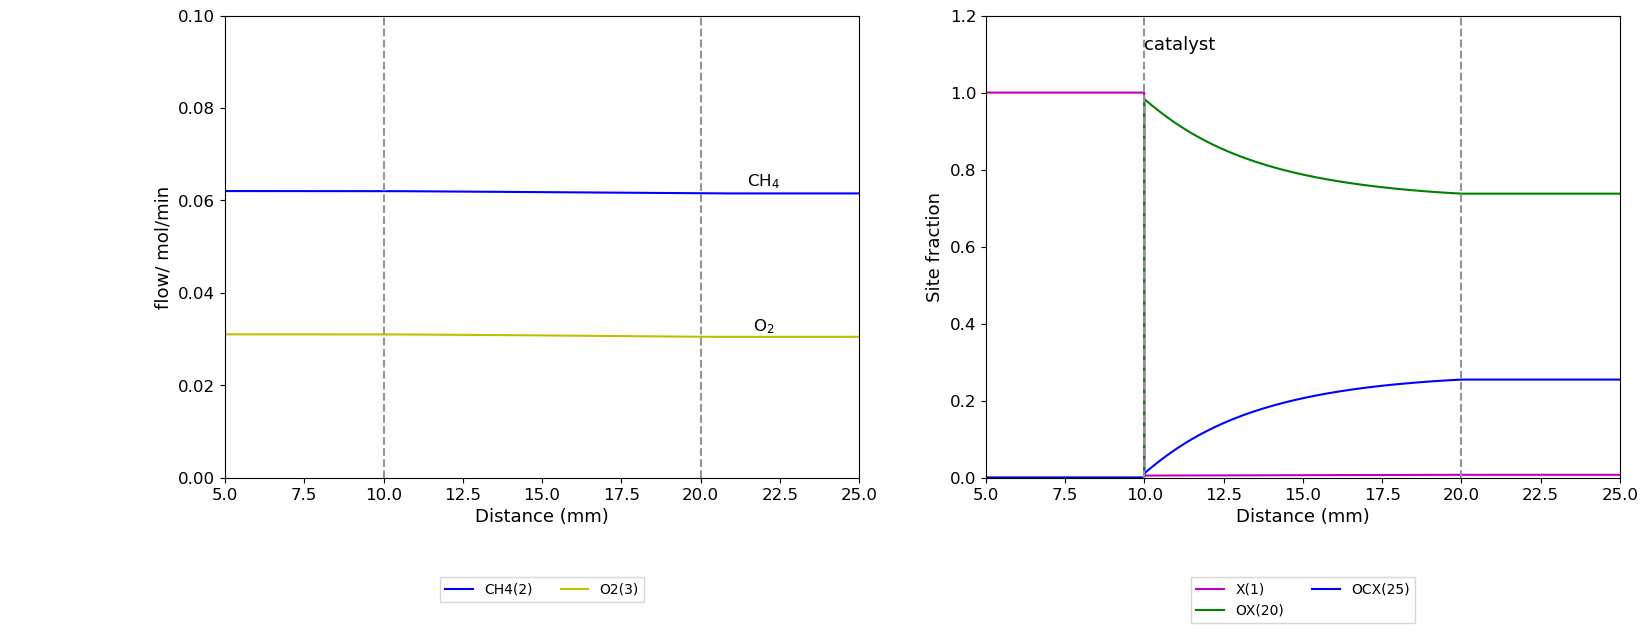 0.10
0.08
0.06
0.04
0.02
0.00
flow/ mol/min
CH4
O2
5.0 7.5 10.0 12.5 15.0 17.5 20.0 22.5 25.0
Distance (mm)
CH4(2) O2(3)
1.2
1.0
0.8
0.6
0.4
0.2
0.0
Site fraction
catalyst
5.0 7.5 10.0 12.5 15.0 17.5 20.0 22.5 25.0
Distance (mm)
X(1) OCX(25)
OX(20)